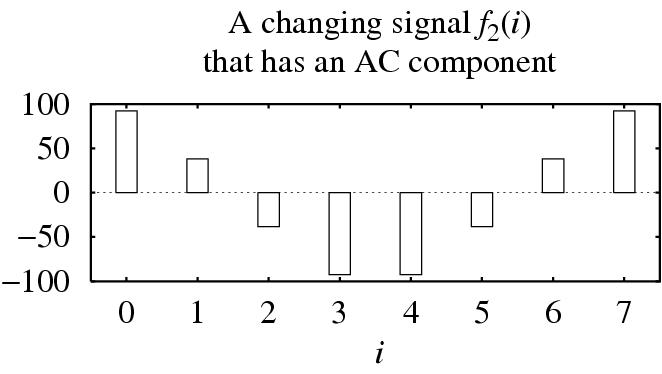 A changing signal f₂(i)
that has an AC component
100
50
0
−50
−100
0 1 2 3 4 5 6 7
i